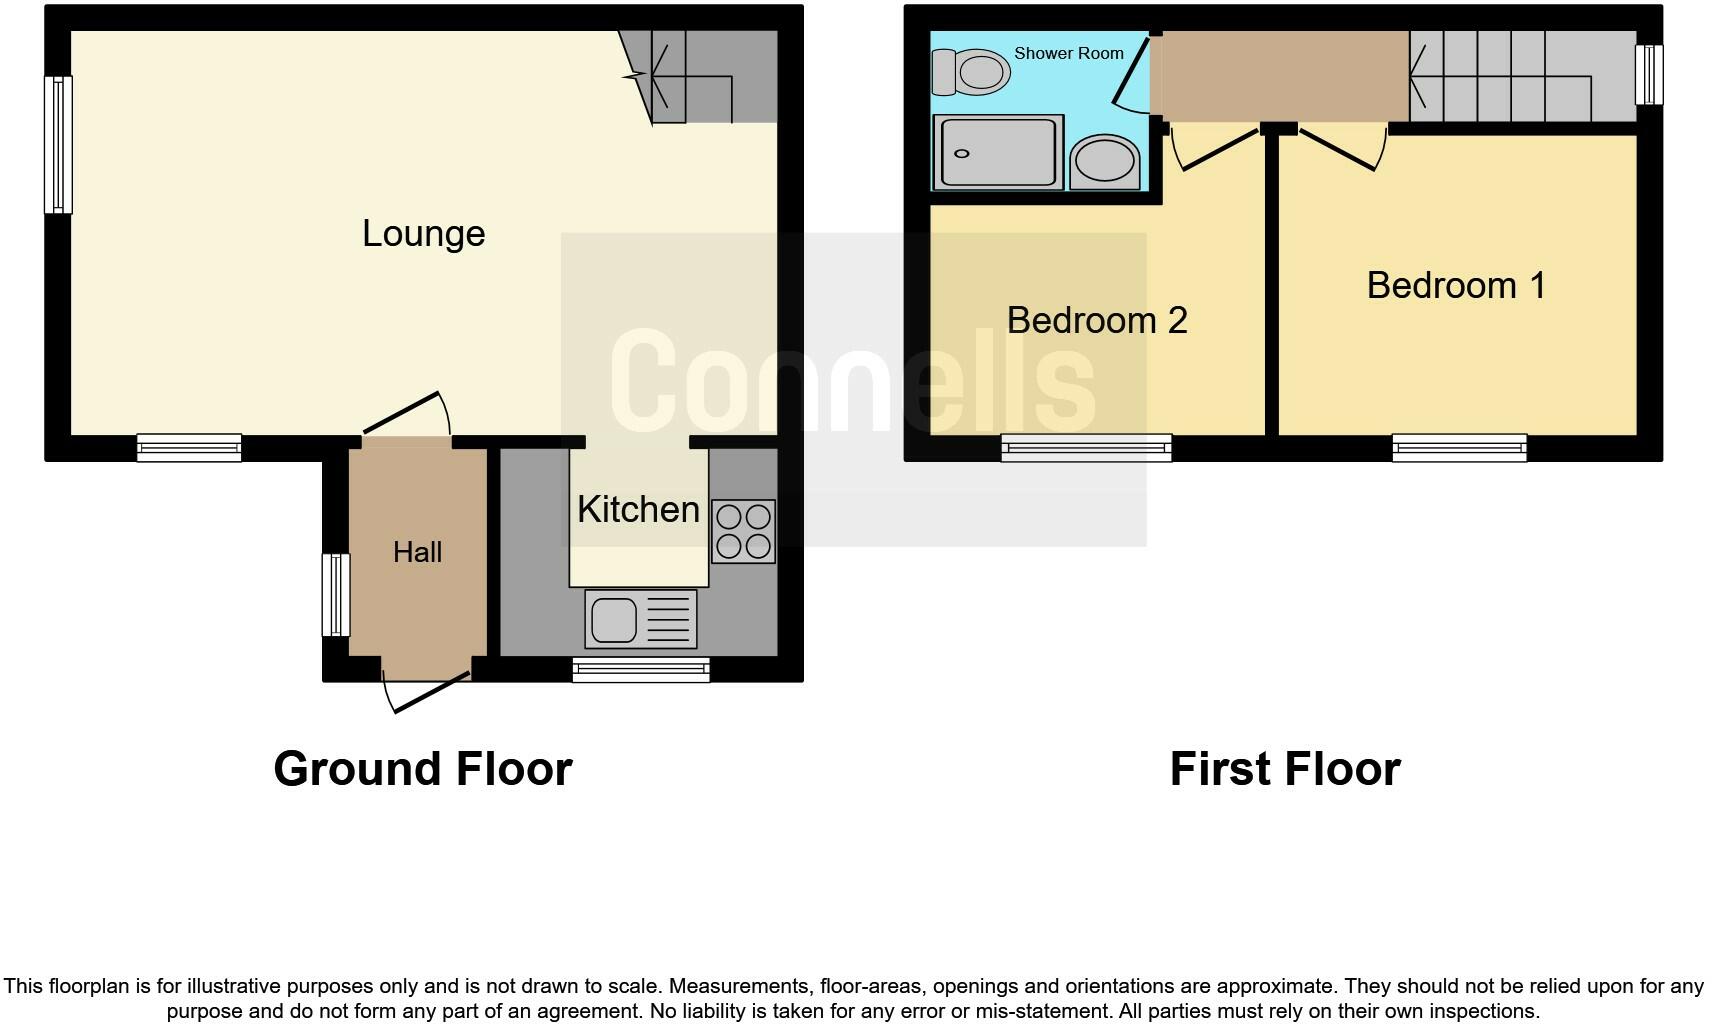 Shower Room
Lounge
Bedroom 1
Bedroom 2
Connells
Kitchen
Hall
Ground Floor
First Floor
This floorplan is for illustrative purposes only and is not drawn to scale. Measurements, floor-areas, openings and orientations are approximate. They should not be relied upon for any
purpose and do not form any part of an agreement. No liability is taken for any error or mis-statement. All parties must rely on their own inspections.